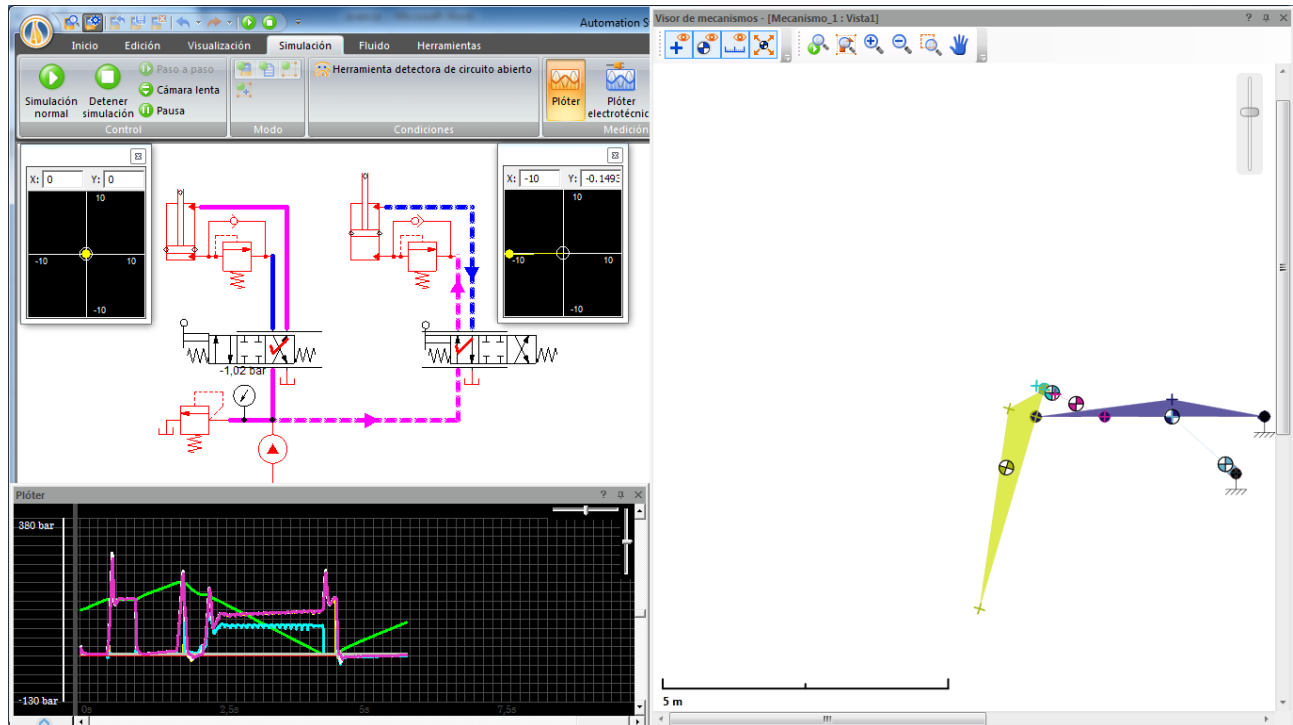 Automation S
Inicio Edición Visualización Simulación Fluido Herramientas
Simulación normal
Detener simulación
Paso a paso
Cámara lenta
Pausa
Control
Modo
Herramienta detectora de circuito abierto
Condiciones
Plóter
Plóter electrotécnic
Medición
X: 0 Y: 0
10
-10 10
-10
X: -10 Y: -0.1493
10
-10 10
-10
-1,02 bar
Plóter
380 bar
-130 bar
0s 2,5s 5s 7,5s
Visor de mecanismos - [Mecanismo_1 : Vista1]
5 m